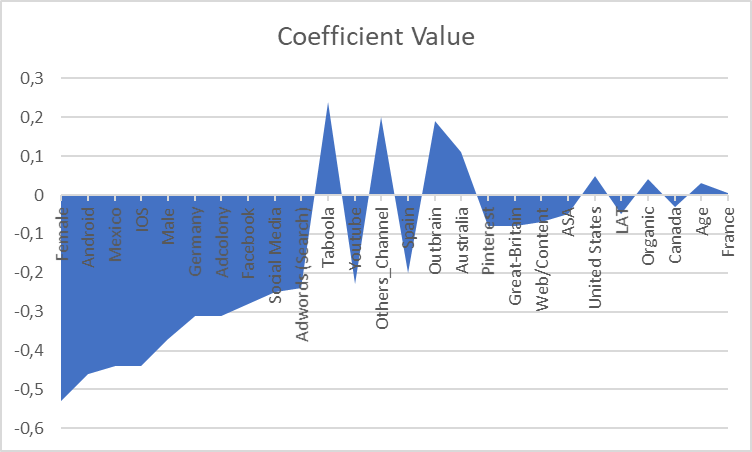 Coefficient Value
0,3
0,2
0,1
0
-0,1
-0,2
-0,3
-0,4
-0,5
-0,6
Female
Android
Mexico
IOS
Male
Germany
Adcolony
Facebook
Social Media
Adwords (Search)
Taboola
Youtube
Others_Channel
Spain
Outbrain
Australia
Pinterest
Great-Britain
Web/Content
ASA
United States
LAT
Organic
Canada
Age
France